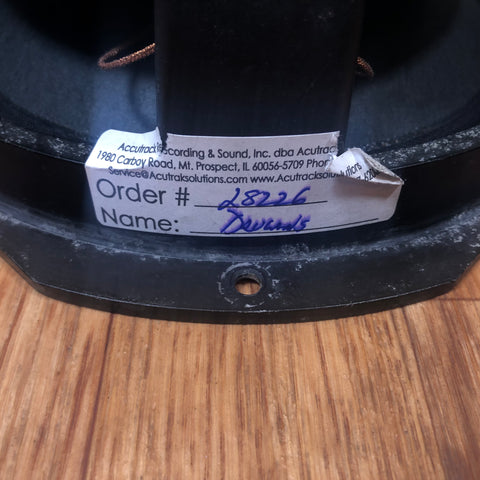 Accutrack Recording & Sound, Inc. dba Acutrack
1980 Carboy Road, Mt. Prospect, IL 60056-5709
Service@Acutraksolutions.com www.Acutracksolutions
Order # 28226
Name: